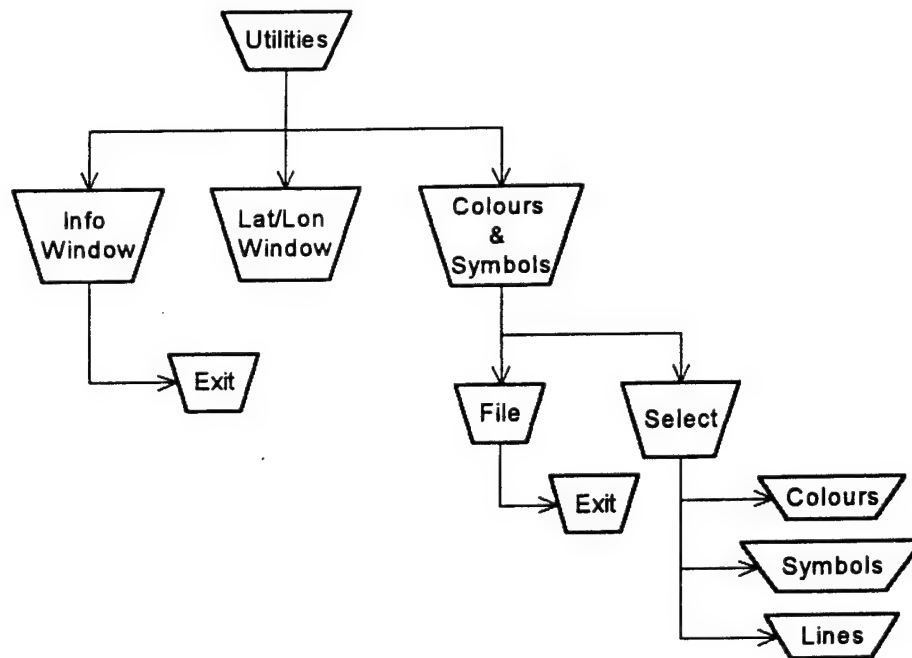 Utilities
Info
Window
Lat/Lon
Window
Colours
&
Symbols
Exit
File
Select
Exit
Colours
Symbols
Lines